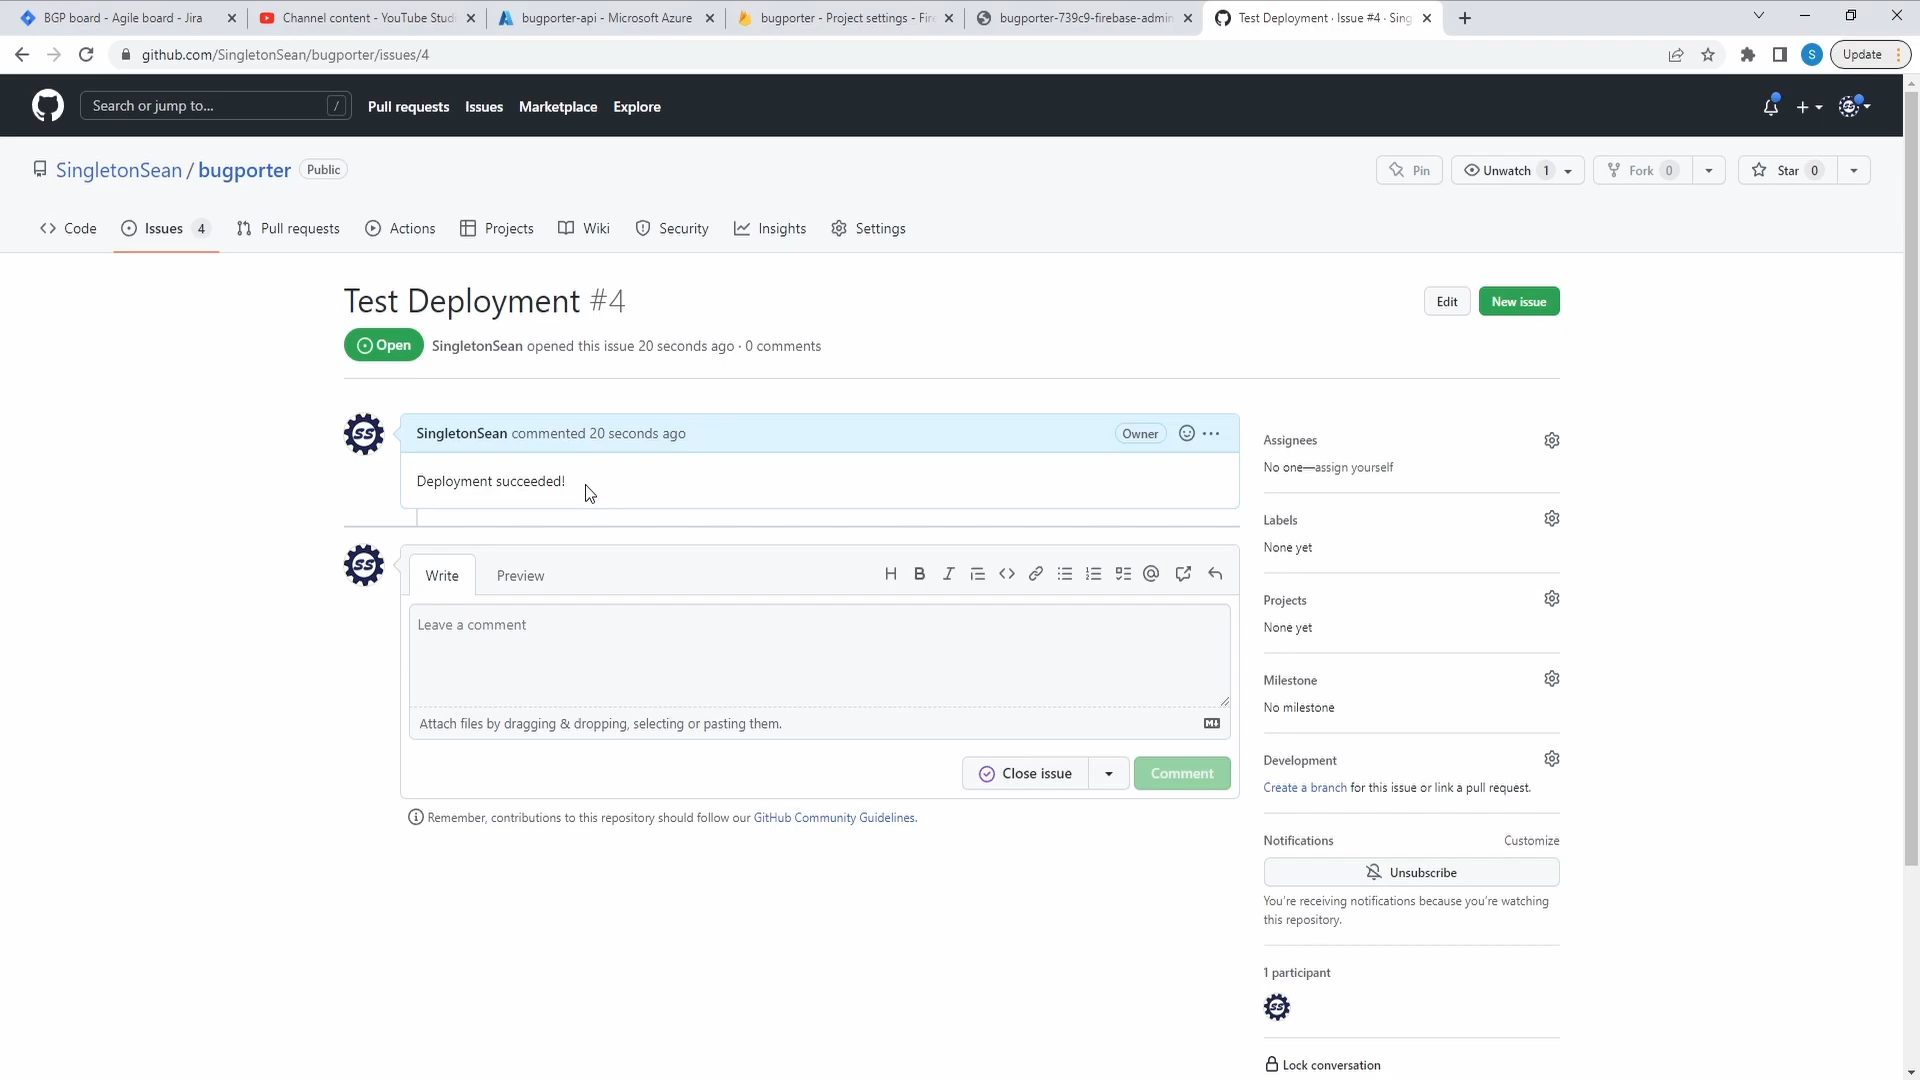 BGP board - Agile board - Jira
Channel content - YouTube Studi
bugporter-api - Microsoft Azure
bugporter - Project settings - Fire
bugporter-739c9-firebase-admin
Test Deployment · Issue #4 · Sing
github.com/SingletonSean/bugporter/issues/4
S
Update
Search or jump to...
/
Pull requests
Issues
Marketplace
Explore
SingletonSean / bugporter
Public
Pin
Unwatch 1
Fork 0
Star 0
Code
Issues 4
Pull requests
Actions
Projects
Wiki
Security
Insights
Settings
Test Deployment #4
Edit
New issue
Open
SingletonSean opened this issue 20 seconds ago · 0 comments
SS
SingletonSean commented 20 seconds ago
Owner
Deployment succeeded!
SS
Write
Preview
H B I
Leave a comment
Attach files by dragging & dropping, selecting or pasting them.
Close issue
Comment
Remember, contributions to this repository should follow our GitHub Community Guidelines.
Assignees
No one—assign yourself
Labels
None yet
Projects
None yet
Milestone
No milestone
Development
Create a branch for this issue or link a pull request.
Notifications
Customize
Unsubscribe
You're receiving notifications because you're watching
this repository.
1 participant
SS
Lock conversation